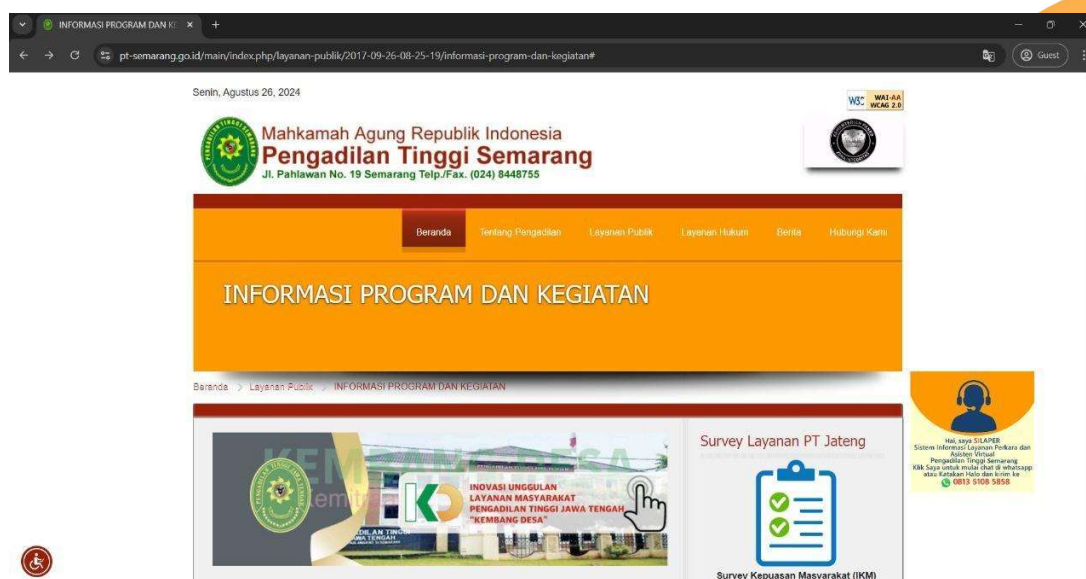 INFORMASI PROGRAM DAN KE
pt-semarang.go.id/main/index.php/layanan-publik/2017-09-26-08-25-19/informasi-program-dan-kegiatan#
Guest
Senin, Agustus 26, 2024
W3C WAI-AA
WCAG 2.0
Mahkamah Agung Republik Indonesia
Pengadilan Tinggi Semarang
Jl. Pahlawan No. 19 Semarang Telp./Fax. (024) 8448755
Beranda Tentang Pengadilan Layanan Publik Layanan Hukum Berita Hubungi Kami
INFORMASI PROGRAM DAN KEGIATAN
Beranda > Layanan Publik > INFORMASI PROGRAM DAN KEGIATAN
KEMBANG DESA
Kemitra
INOVASI UNGGULAN
LAYANAN MASYARAKAT
PENGADILAN TINGGI JAWA TENGAH
"KEMBANG DESA"
Survey Layanan PT Jateng
Survey Kepuasan Masyarakat (IKM)
Hai, saya SILAPER
Sistem Informasi Layanan Perkara dan
Asisten Virtual
Pengadilan Tinggi Semarang
Klik Saya untuk mulai chat di whatsapp
atau Katakan Halo dan kirim ke
0813 5108 5858